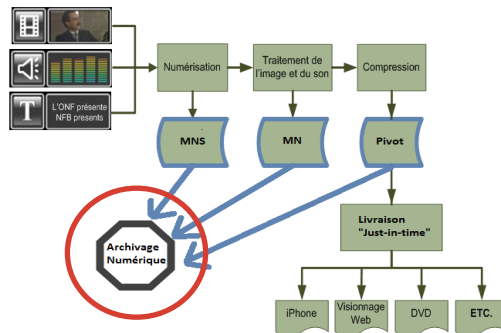 T
L'ONF présente
NFB presents
Numérisation
Traitement de
l'image et du son
Compression
MNS
MN
Pivot
Archivage
Numérique
Livraison
"Just-in-time"
iPhone
Visionnage
Web
DVD
ETC.